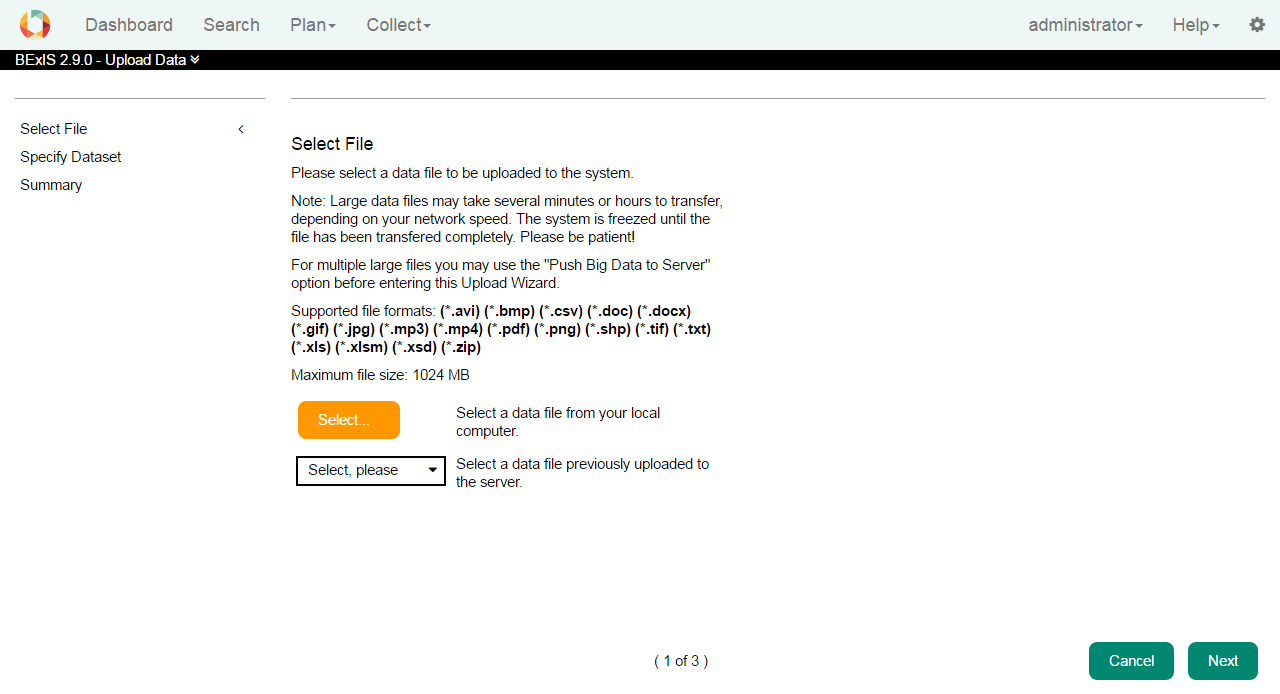 Dashboard Search Plan Collect administrator Help
BExIS 2.9.0 - Upload Data
Select File
Specify Dataset
Summary
Select File
Please select a data file to be uploaded to the system.
Note: Large data files may take several minutes or hours to transfer,
depending on your network speed. The system is freezed until the
file has been transfered completely. Please be patient!
For multiple large files you may use the "Push Big Data to Server"
option before entering this Upload Wizard.
Supported file formats: (*.avi) (*.bmp) (*.csv) (*.doc) (*.docx)
(*.gif) (*.jpg) (*.mp3) (*.mp4) (*.pdf) (*.png) (*.shp) (*.tif) (*.txt)
(*.xls) (*.xlsm) (*.xsd) (*.zip)
Maximum file size: 1024 MB
Select...
Select a data file from your local
computer.
Select, please
Select a data file previously uploaded to
the server.
( 1 of 3 )
Cancel Next